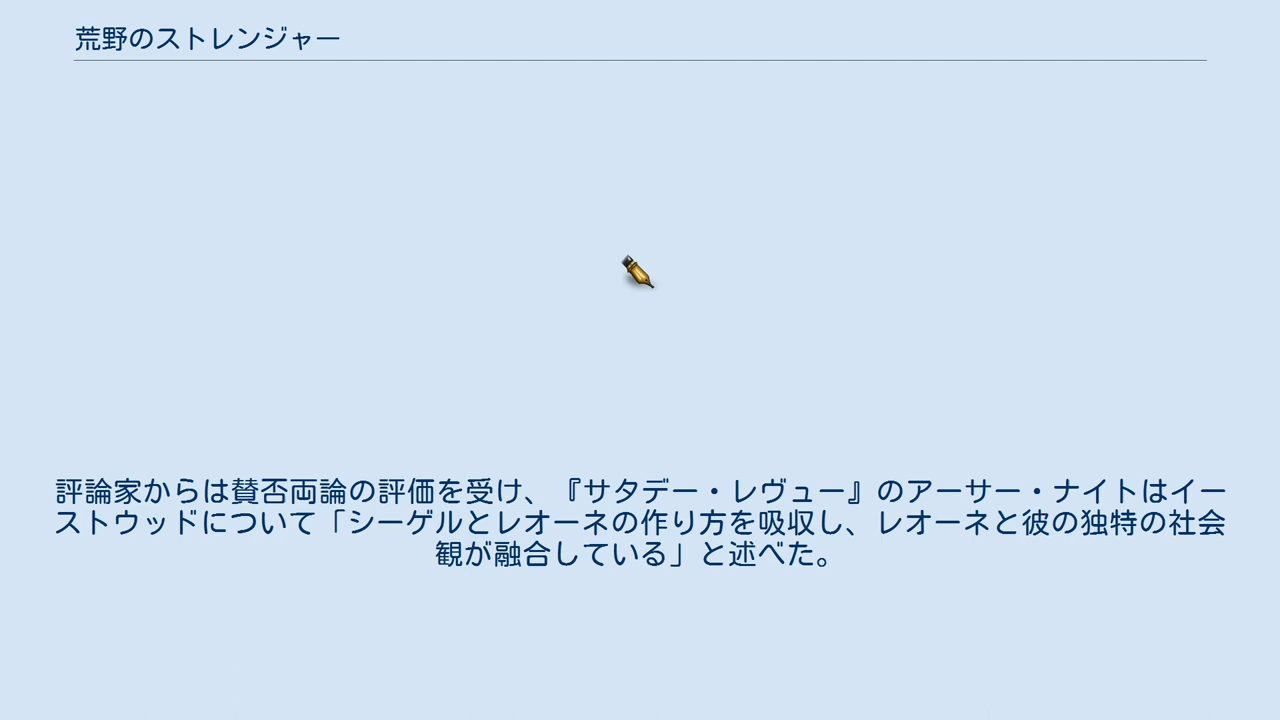 荒野のストレンジャー
評論家からは賛否両論の評価を受け、『サタデー・レヴュー』のアーサー・ナイトはイー
ストウッドについて「シーゲルとレオーネの作り方を吸収し、レオーネと彼の独特の社会
観が融合している」と述べた。